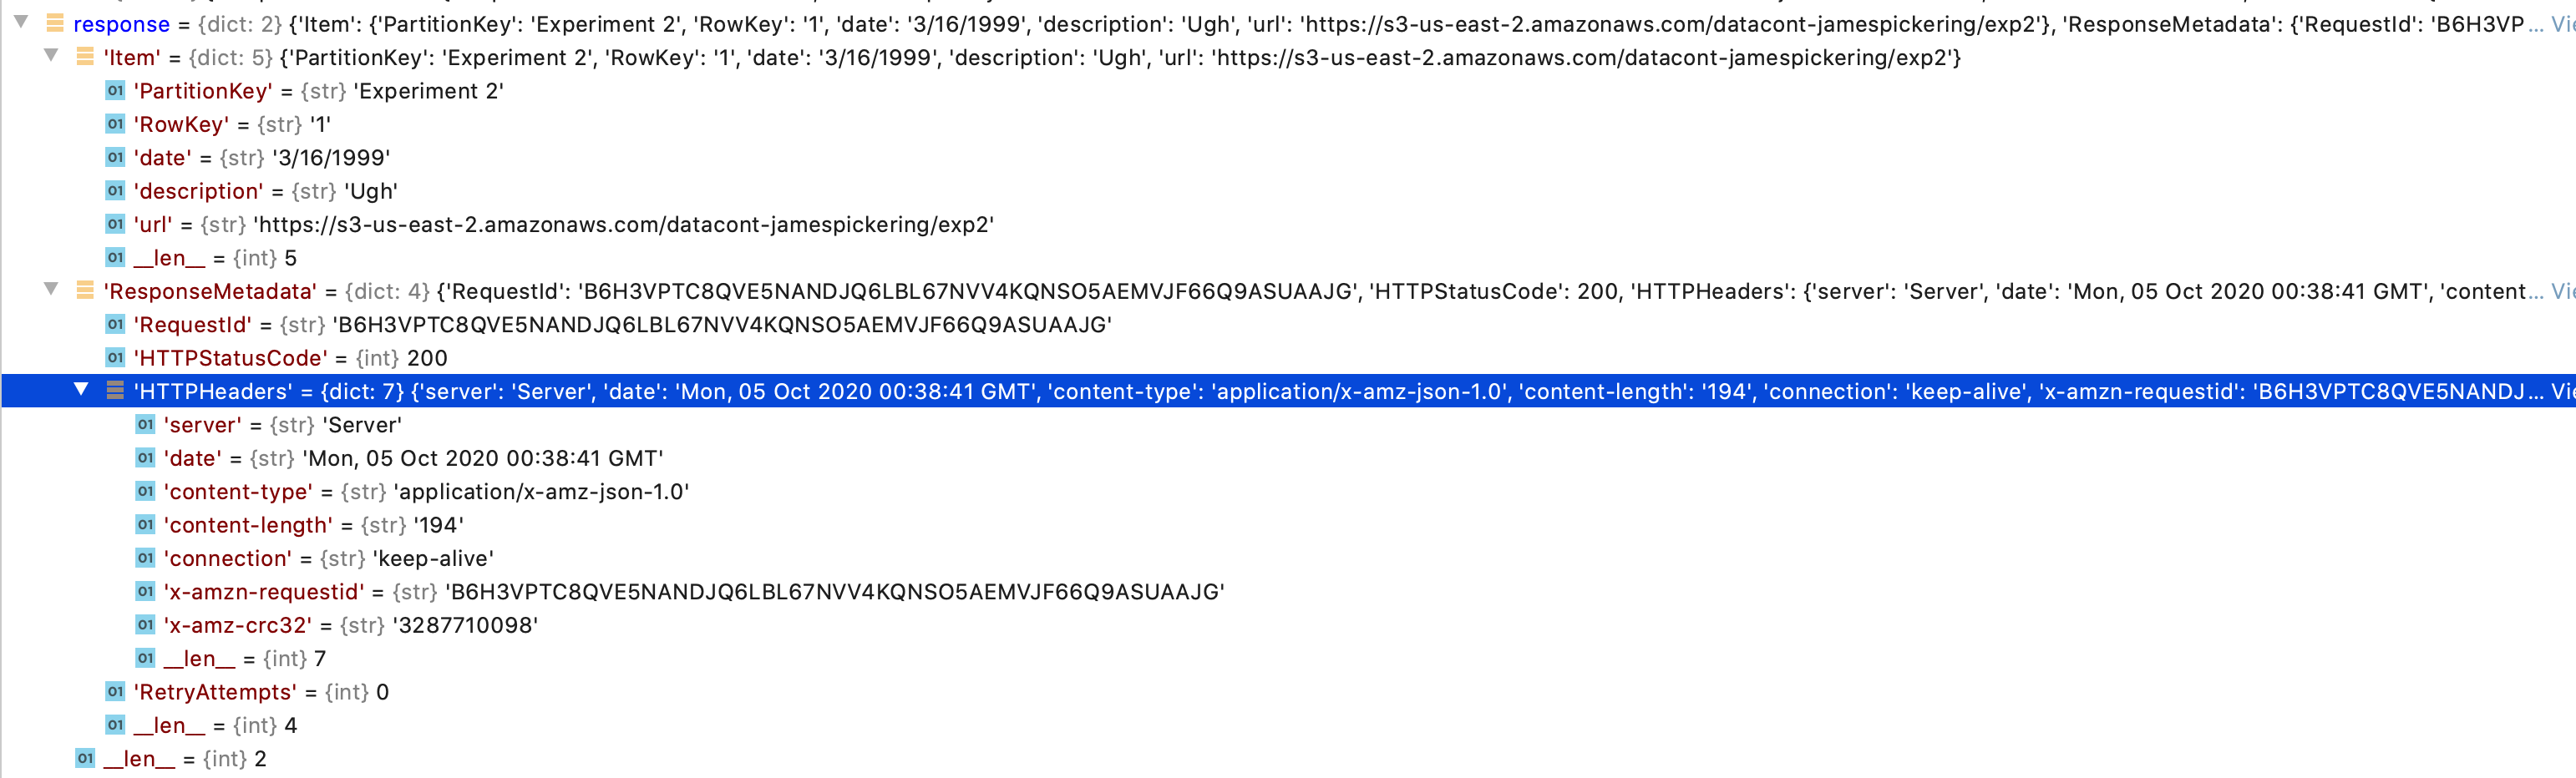 response = {dict: 2} {'Item': {'PartitionKey': 'Experiment 2', 'RowKey': '1', 'date': '3/16/1999', 'description': 'Ugh', 'url': 'https://s3-us-east-2.amazonaws.com/datacont-jamespickering/exp2'}, 'ResponseMetadata': {'RequestId': 'B6H3VP... Vie
'Item' = {dict: 5} {'PartitionKey': 'Experiment 2', 'RowKey': '1', 'date': '3/16/1999', 'description': 'Ugh', 'url': 'https://s3-us-east-2.amazonaws.com/datacont-jamespickering/exp2'}
01 'PartitionKey' = {str} 'Experiment 2'
01 'RowKey' = {str} '1'
01 'date' = {str} '3/16/1999'
01 'description' = {str} 'Ugh'
01 'url' = {str} 'https://s3-us-east-2.amazonaws.com/datacont-jamespickering/exp2'
01 __len__ = {int} 5
'ResponseMetadata' = {dict: 4} {'RequestId': 'B6H3VPTC8QVE5NANDJQ6LBL67NVV4KQNSO5AEMVJF66Q9ASUAAJG', 'HTTPStatusCode': 200, 'HTTPHeaders': {'server': 'Server', 'date': 'Mon, 05 Oct 2020 00:38:41 GMT', 'content... Vie
01 'RequestId' = {str} 'B6H3VPTC8QVE5NANDJQ6LBL67NVV4KQNSO5AEMVJF66Q9ASUAAJG'
01 'HTTPStatusCode' = {int} 200
'HTTPHeaders' = {dict: 7} {'server': 'Server', 'date': 'Mon, 05 Oct 2020 00:38:41 GMT', 'content-type': 'application/x-amz-json-1.0', 'content-length': '194', 'connection': 'keep-alive', 'x-amzn-requestid': 'B6H3VPTC8QVE5NANDJ... Vie
01 'server' = {str} 'Server'
01 'date' = {str} 'Mon, 05 Oct 2020 00:38:41 GMT'
01 'content-type' = {str} 'application/x-amz-json-1.0'
01 'content-length' = {str} '194'
01 'connection' = {str} 'keep-alive'
01 'x-amzn-requestid' = {str} 'B6H3VPTC8QVE5NANDJQ6LBL67NVV4KQNSO5AEMVJF66Q9ASUAAJG'
01 'x-amz-crc32' = {str} '3287710098'
01 __len__ = {int} 7
01 'RetryAttempts' = {int} 0
01 __len__ = {int} 4
01 __len__ = {int} 2